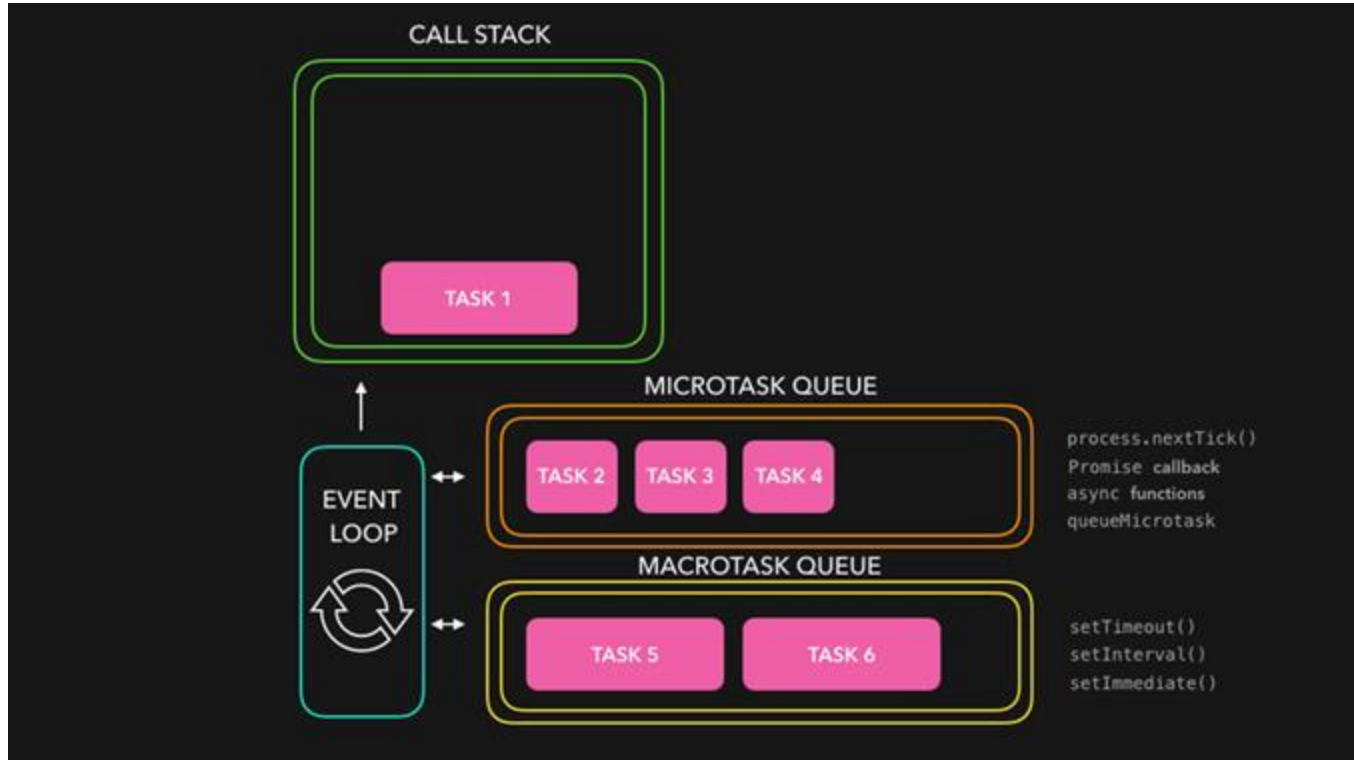 CALL STACK
TASK 1
MICROTASK QUEUE
TASK 2 TASK 3 TASK 4
process.nextTick()
Promise callback
async functions
queueMicrotask
EVENT
LOOP
MACROTASK QUEUE
TASK 5 TASK 6
setTimeout()
setInterval()
setImmediate()